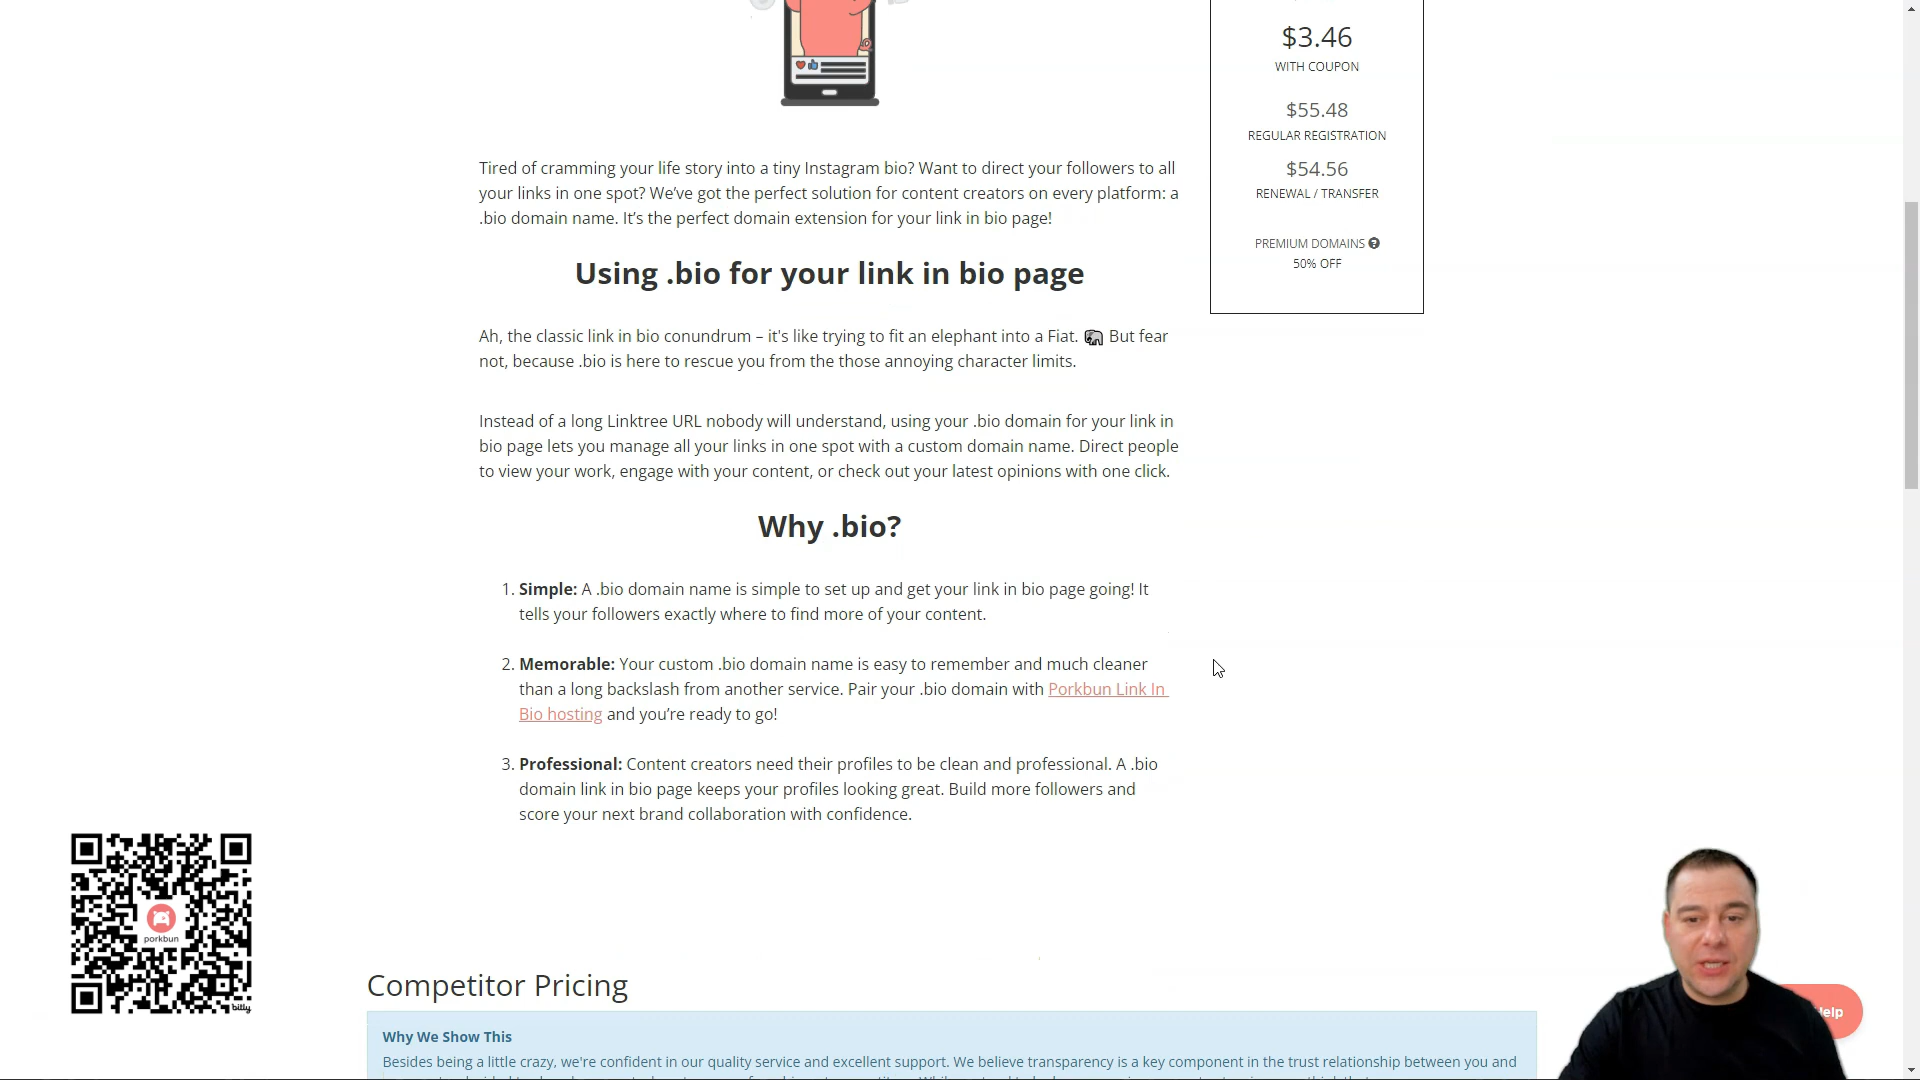 $3.46
WITH COUPON
$55.48
REGULAR REGISTRATION
$54.56
RENEWAL / TRANSFER
PREMIUM DOMAINS
50% OFF
Tired of cramming your life story into a tiny Instagram bio? Want to direct your followers to all
your links in one spot? We’ve got the perfect solution for content creators on every platform: a
.bio domain name. It’s the perfect domain extension for your link in bio page!
Using .bio for your link in bio page
Ah, the classic link in bio conundrum – it's like trying to fit an elephant into a Fiat. 🐘 But fear
not, because .bio is here to rescue you from the those annoying character limits.
Instead of a long Linktree URL nobody will understand, using your .bio domain for your link in
bio page lets you manage all your links in one spot with a custom domain name. Direct people
to view your work, engage with your content, or check out your latest opinions with one click.
Why .bio?
1. Simple: A .bio domain name is simple to set up and get your link in bio page going! It
tells your followers exactly where to find more of your content.
2. Memorable: Your custom .bio domain name is easy to remember and much cleaner
than a long backslash from another service. Pair your .bio domain with Porkbun Link In
Bio hosting and you’re ready to go!
3. Professional: Content creators need their profiles to be clean and professional. A .bio
domain link in bio page keeps your profiles looking great. Build more followers and
score your next brand collaboration with confidence.
porkbun
bitly
Competitor Pricing
Why We Show This
Besides being a little crazy, we're confident in our quality service and excellent support. We believe transparency is a key component in the trust relationship between you and